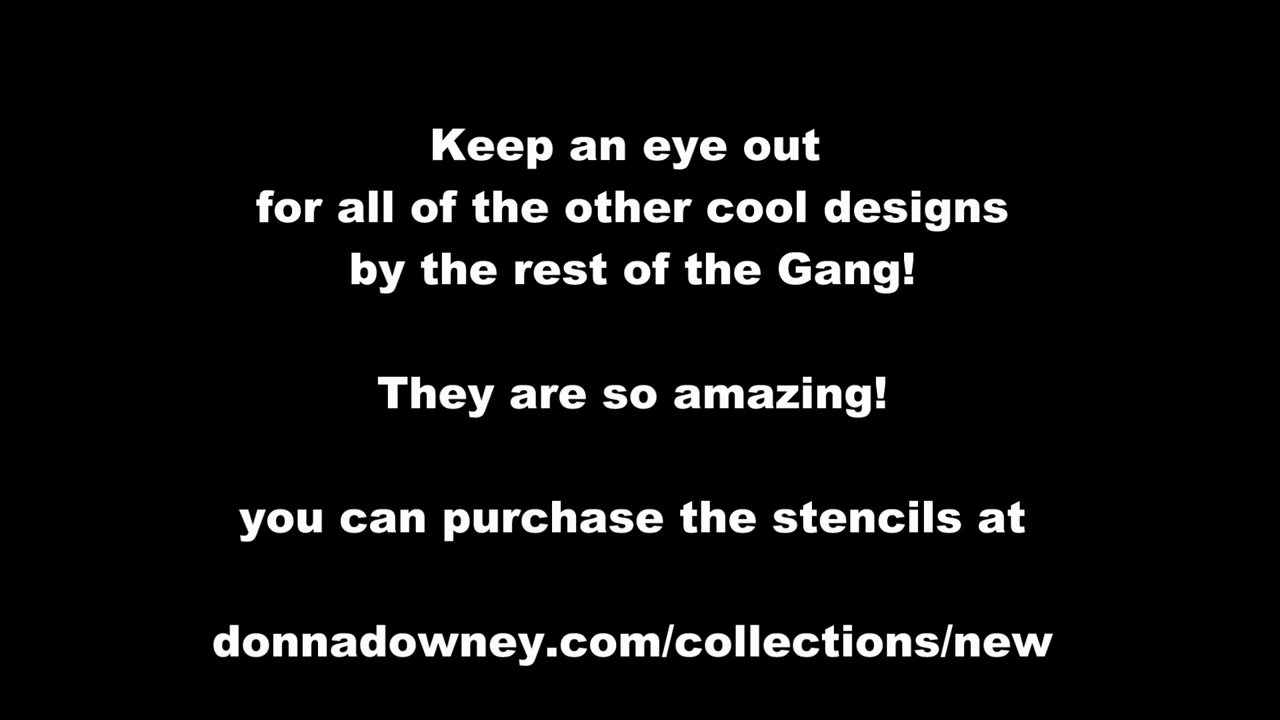 Keep an eye out
for all of the other cool designs
by the rest of the Gang!
They are so amazing!
you can purchase the stencils at
donnadowney.com/collections/new